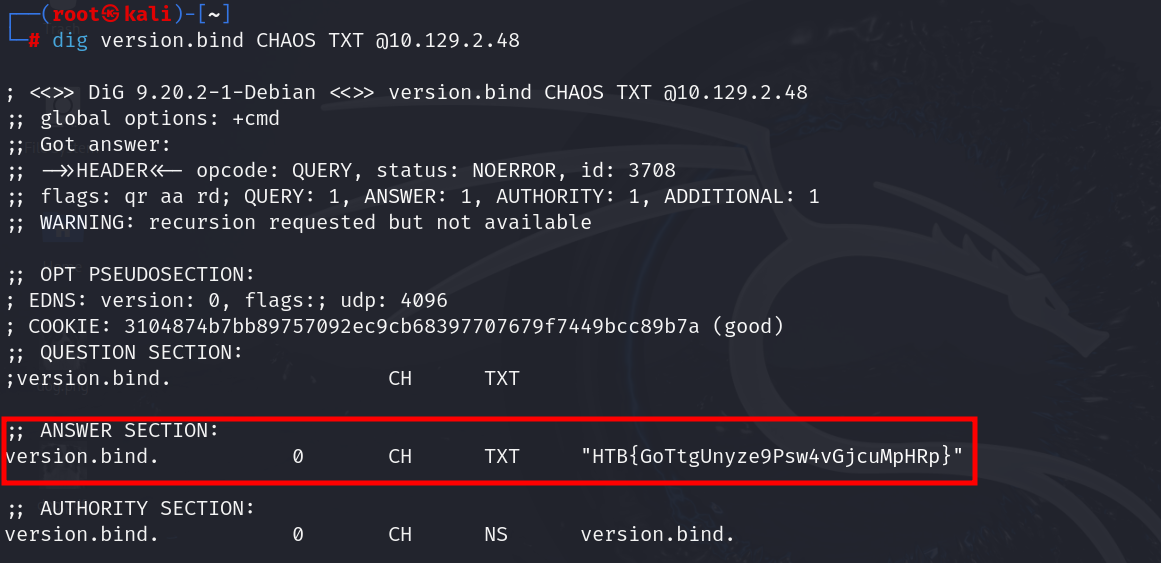 (root㉿kali)-[~]
# dig version.bind CHAOS TXT @10.129.2.48
; <<>> DiG 9.20.2-1-Debian <<>> version.bind CHAOS TXT @10.129.2.48
;; global options: +cmd
;; Got answer:
;; ->>HEADER<<- opcode: QUERY, status: NOERROR, id: 3708
;; flags: qr aa rd; QUERY: 1, ANSWER: 1, AUTHORITY: 1, ADDITIONAL: 1
;; WARNING: recursion requested but not available
;; OPT PSEUDOSECTION:
; EDNS: version: 0, flags:; udp: 4096
; COOKIE: 3104874b7bb89757092ec9cb68397707679f7449bcc89b7a (good)
;; QUESTION SECTION:
;version.bind. CH TXT
;; ANSWER SECTION:
version.bind. 0 CH TXT "HTB{GoTtgUnyze9Psw4vGjcuMpHRp}"
;; AUTHORITY SECTION:
version.bind. 0 CH NS version.bind.